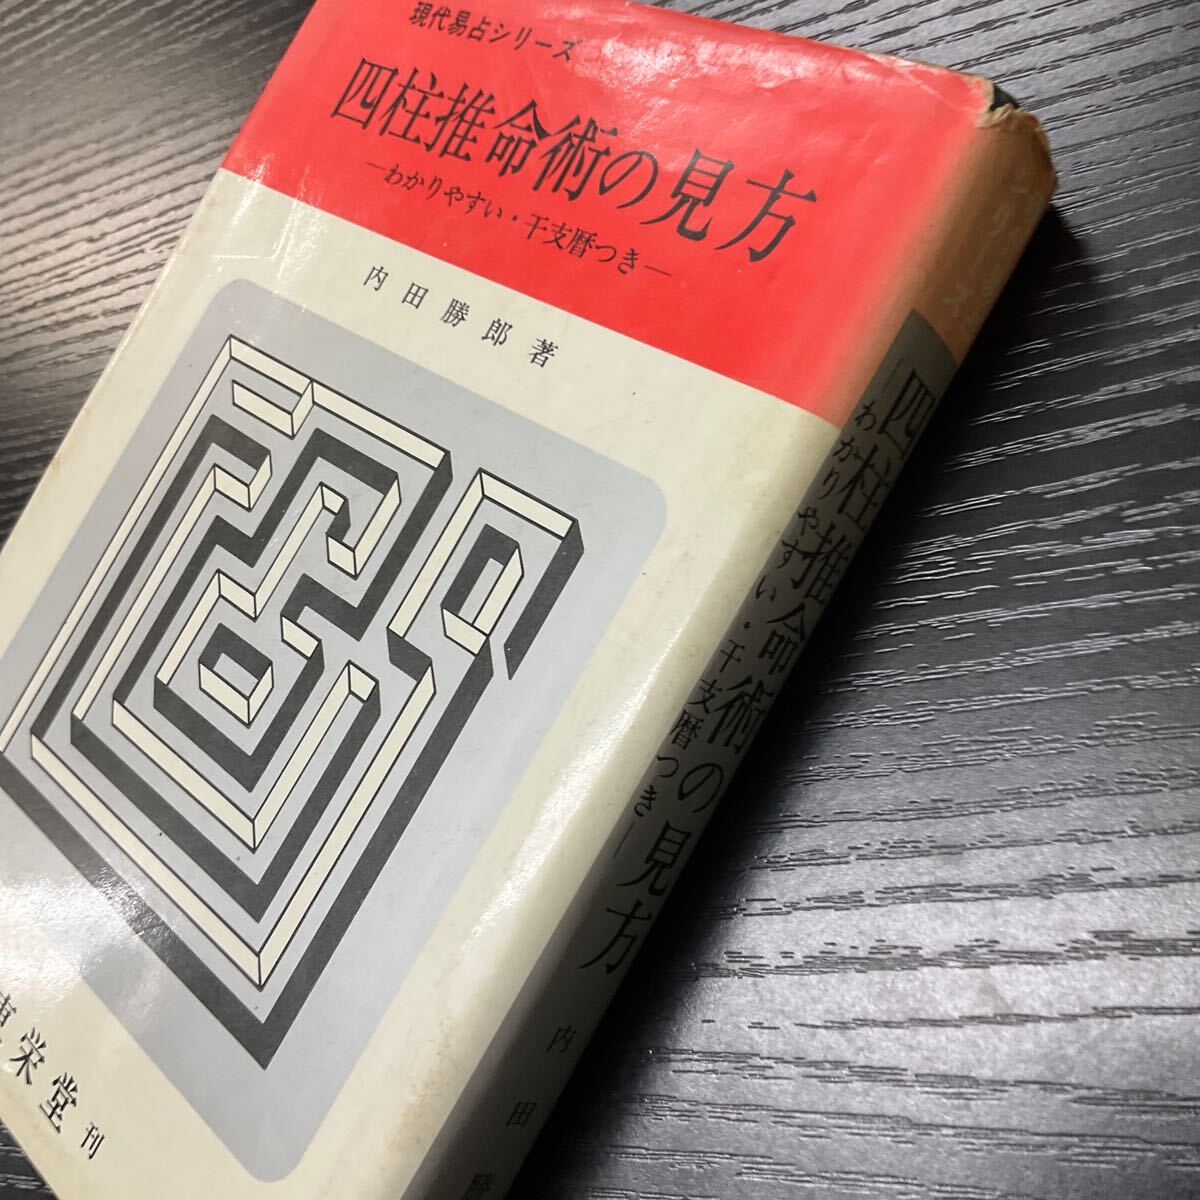 現代易占シリーズ
四柱推命術の見方
―わかりやすい・干支暦つき―
内田勝郎著
栄堂刊
四柱推命術の見方
―わかりやすい・干支暦つき―
内田勝